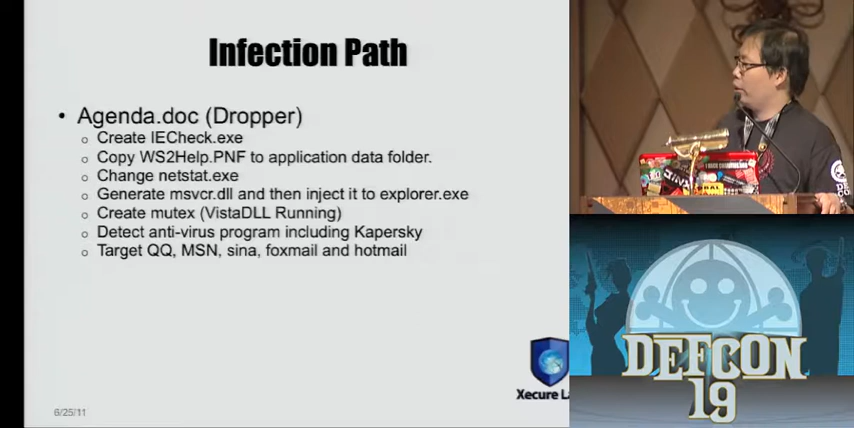 Infection Path
• Agenda.doc (Dropper)
o Create IECheck.exe
o Copy WS2Help.PNF to application data folder.
o Change netstat.exe
o Generate msvcr.dll and then inject it to explorer.exe
o Create mutex (VistaDLL Running)
o Detect anti-virus program including Kapersky
o Target QQ, MSN, sina, foxmail and hotmail
Xecure La
6/25/11
DEFCON
19